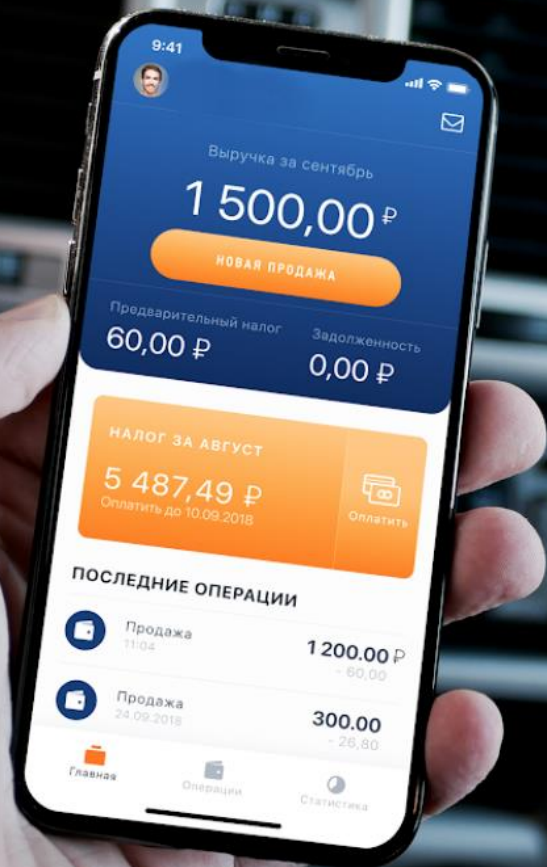 9:41
Выручка за сентябрь
1 500,00 ₽
НОВАЯ ПРОДАЖА
Предварительный налог
Задолженность
60,00 ₽
0,00 ₽
НАЛОГ ЗА АВГУСТ
5 487,49 ₽
Оплатить до 10.09.2018
Оплатить
ПОСЛЕДНИЕ ОПЕРАЦИИ
Продажа
1 200.00 ₽
11:04
- 60,00
Продажа
300.00
24.09.2018
- 26,80
Главная
Операции
Статистика